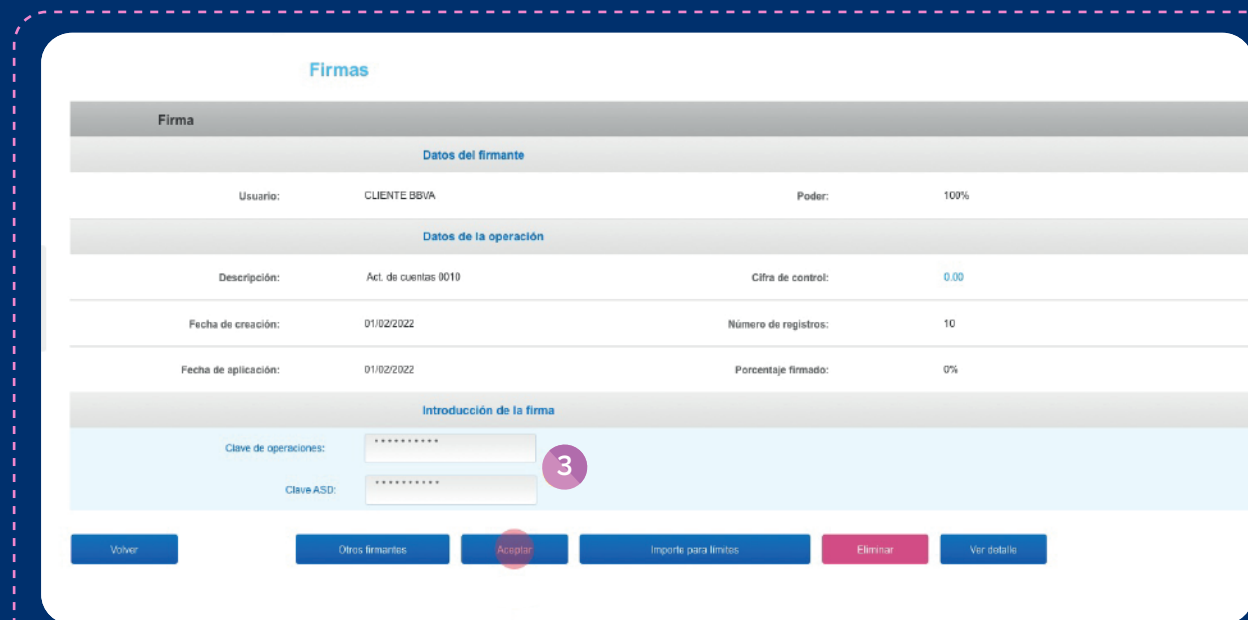 Firmas
Firma
Datos del firmante
Usuario: CLIENTE BBVA Poder: 100%
Datos de la operación
Descripción: Act. de cuentas 0010 Cifra de control: 0.00
Fecha de creación: 01/02/2022 Número de registros: 10
Fecha de aplicación: 01/02/2022 Porcentaje firmado: 0%
Introducción de la firma
Clave de operaciones: **********
3
Clave ASD: **********
Volver Otros firmantes Aceptar Importe para límites Eliminar Ver detalle